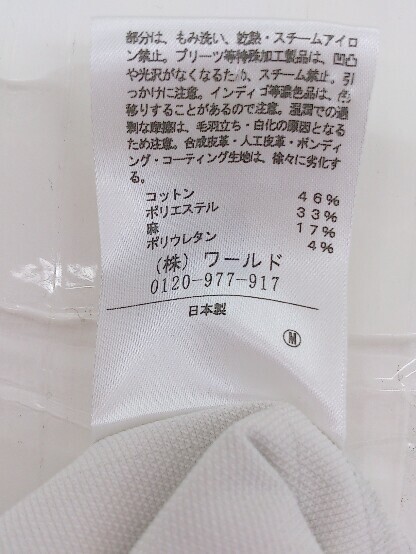 部分は、もみ洗い、乾熱・スチームアイロ
ン禁止。プリーツ等特殊加工製品は、凹凸
や光沢がなくなるため、スチーム禁止。引
っかけに注意。インディゴ等濃色品は、色
移りすることがあるので注意。湿潤での過
剰な摩擦は、毛羽立ち・白化の原因となる
ため注意。合成皮革・人工皮革・ボンディ
ング・コーティング生地は、徐々に劣化す
る。
コットン 46%
ポリエステル 33%
麻 17%
ポリウレタン 4%
(株) ワールド
0120-977-917
日本製
M